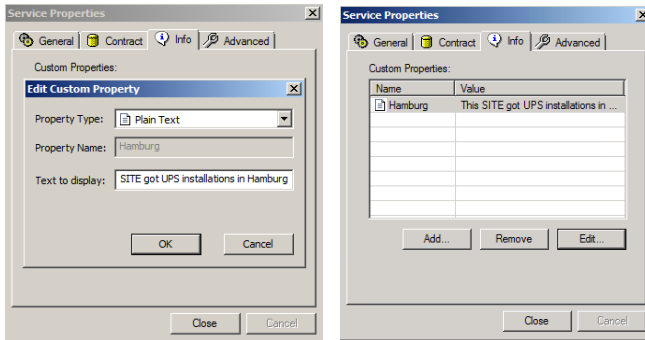 Service Properties
General Contract Info Advanced
Custom Properties:
Edit Custom Property
Property Type: Plain Text
Property Name: Hamburg
Text to display: SITE got UPS installations in Hamburg
OK Cancel
Close Cancel
Service Properties
General Contract Info Advanced
Custom Properties:
Name Value
Hamburg This SITE got UPS installations in ...
Add... Remove Edit...
Close Cancel